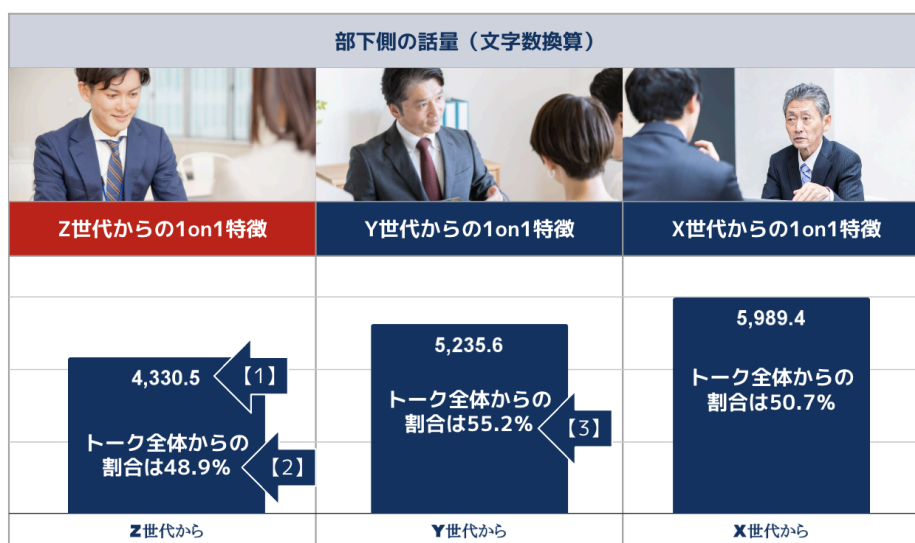 部下側の話量（文字数換算）
Z世代からの1on1特徴
Y世代からの1on1特徴
X世代からの1on1特徴
4,330.5
【1】
トーク全体からの
割合は48.9%
【2】
5,235.6
トーク全体からの
割合は55.2%
【3】
5,989.4
トーク全体からの
割合は50.7%
Z世代から
Y世代から
X世代から